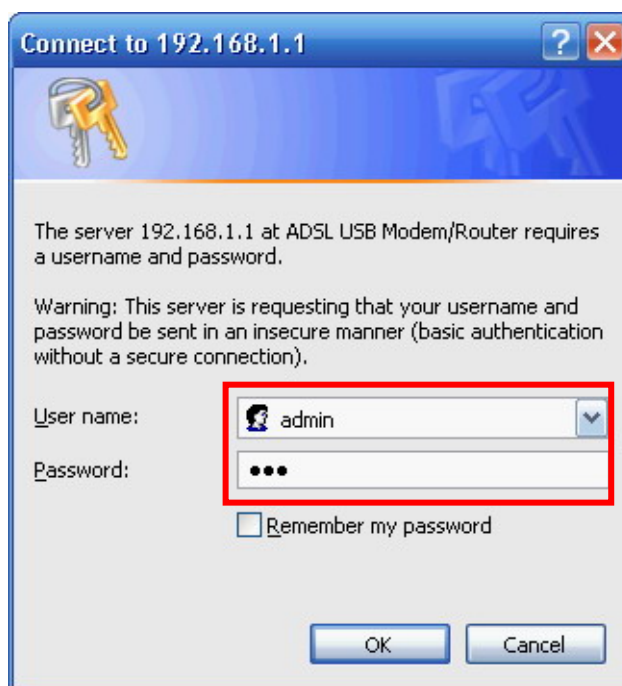 Connect to 192.168.1.1
The server 192.168.1.1 at ADSL USB Modem/Router requires
a username and password.
Warning: This server is requesting that your username and
password be sent in an insecure manner (basic authentication
without a secure connection).
User name:
admin
Password:
•••
Remember my password
OK
Cancel